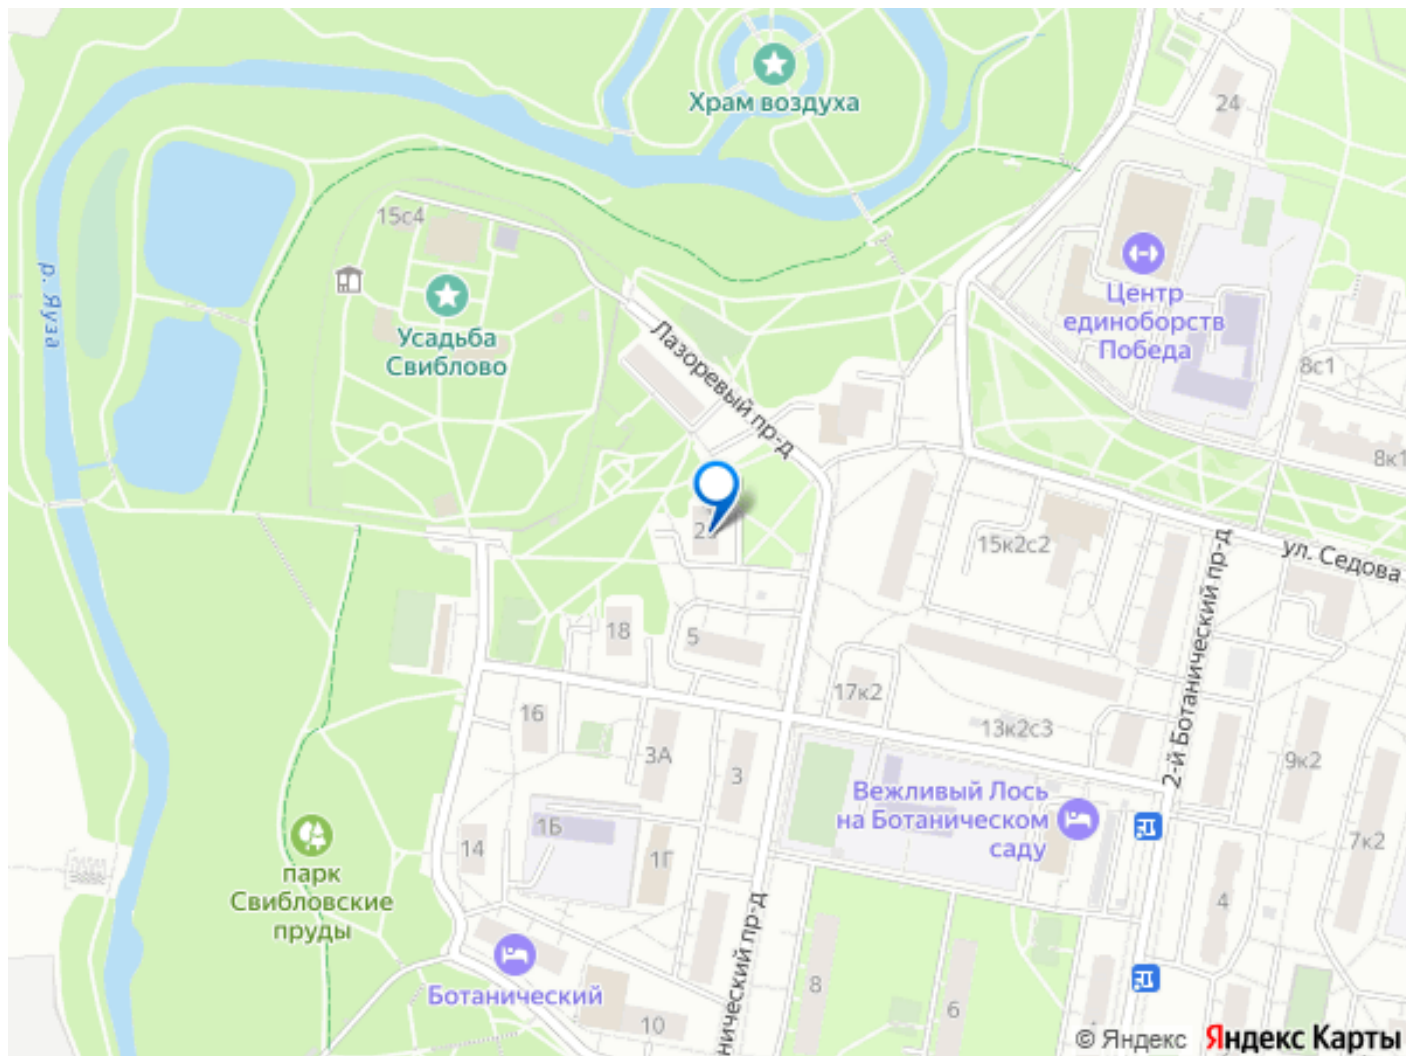 Храм воздуха
24
15с4
р. Яуза
Центр
единоборств
Победа
Усадьба
Свиблово
Лазоревый пр-д
8с1
8к1
15к2с2
ул. Седова
2-й Ботанический пр-д
18
5
17к2
16
13к2с3
3А
3
9к2
Вежливый Лось
на Ботаническом
саду
1Б
14
1Г
7к2
парк
Свибловские
пруды
4
нический пр-д
Ботанический
8
6
10
© Яндекс Яндекс Карты